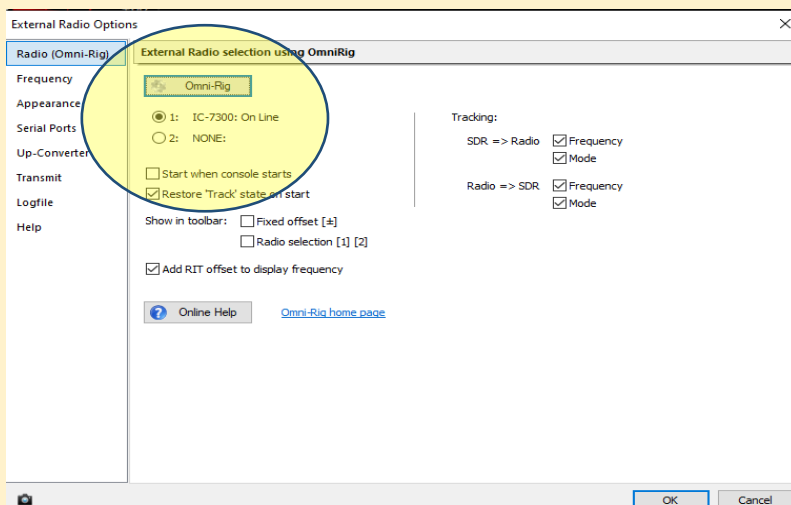 External Radio Options
Radio (Omni-Rig)
Frequency
Appearance
Serial Ports
Up-Converter
Transmit
Logfile
Help
External Radio selection using OmniRig
Omni-Rig
1: IC-7300: On Line
2: NONE:
Start when console starts
Restore 'Track' state on start
Show in toolbar: Fixed offset [±]
Radio selection [1] [2]
Add RIT offset to display frequency
Online Help Omni-Rig home page
Tracking:
SDR => Radio Frequency
Mode
Radio => SDR Frequency
Mode
OK Cancel